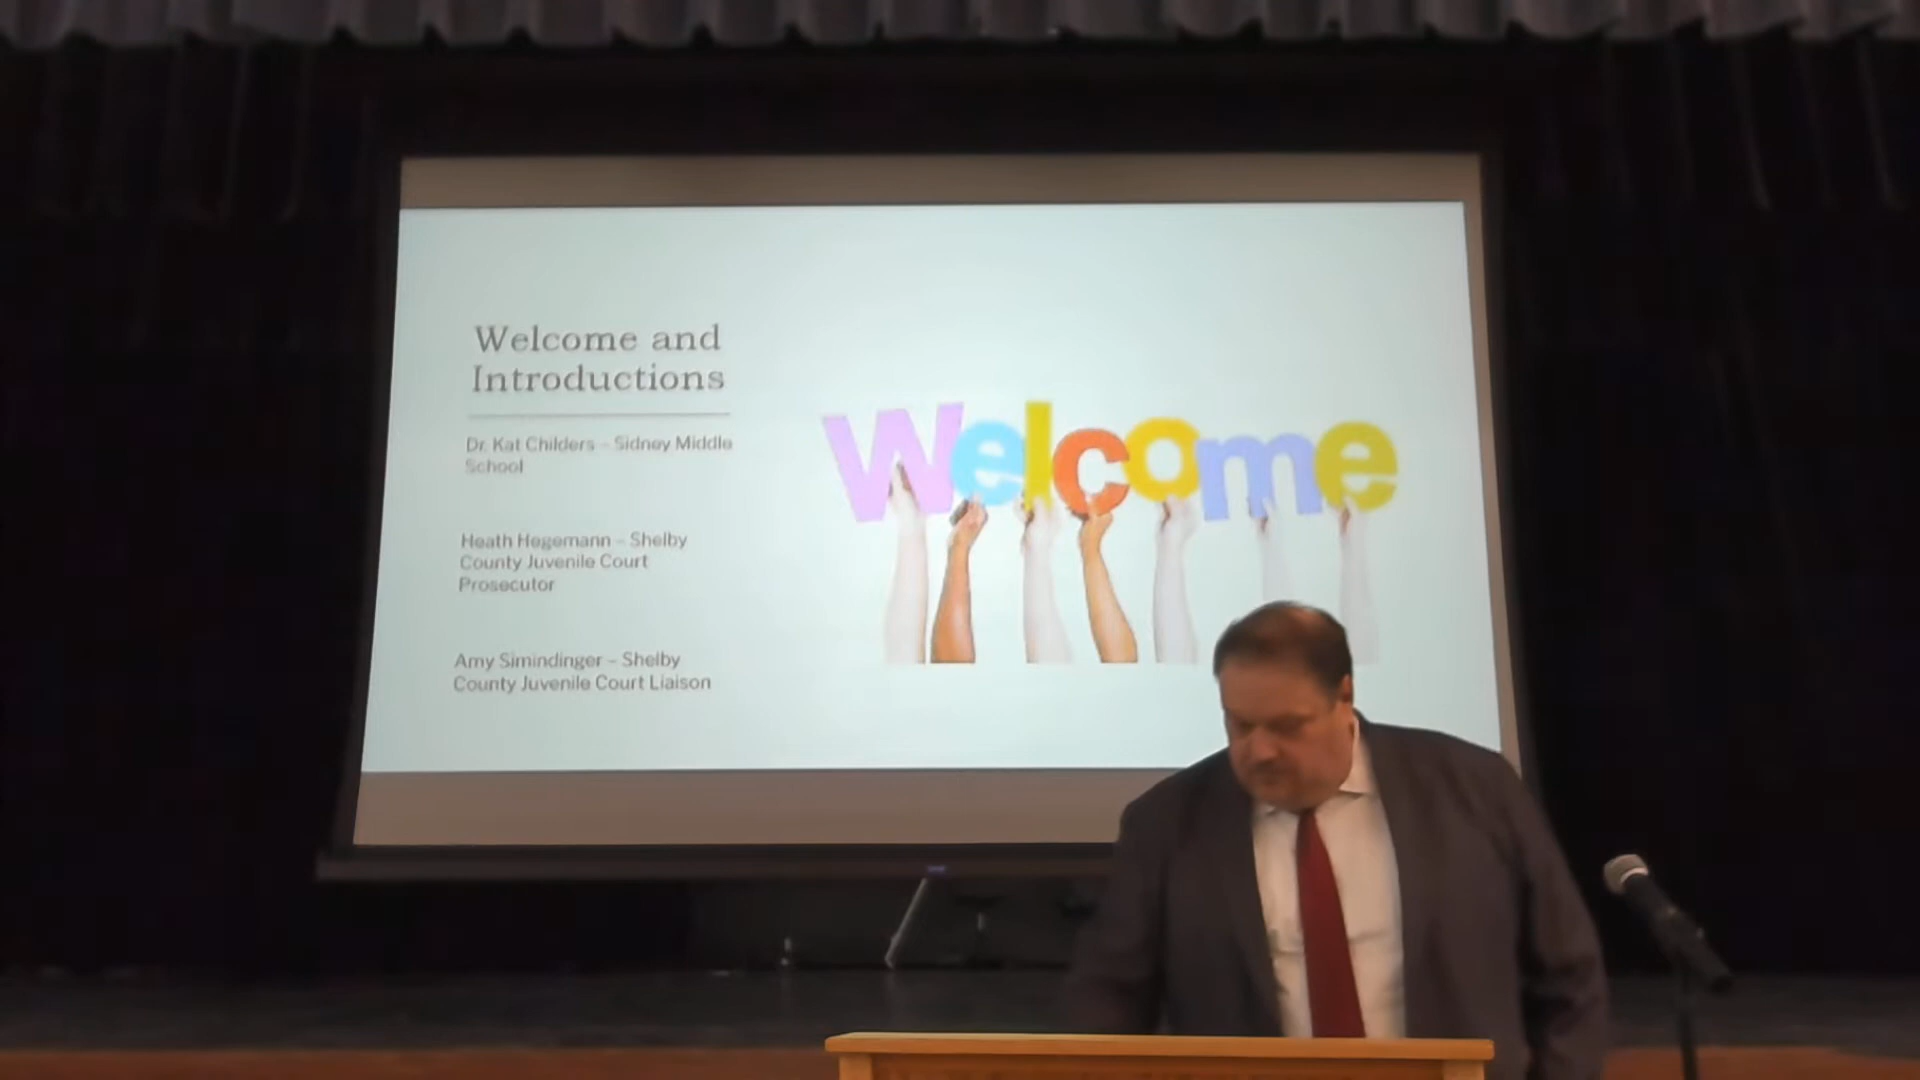 Welcome and
Introductions
Dr. Kat Childers – Sidney Middle
School
Heath Hegemann – Shelby
County Juvenile Court
Prosecutor
Amy Simindinger – Shelby
County Juvenile Court Liaison
Welcome